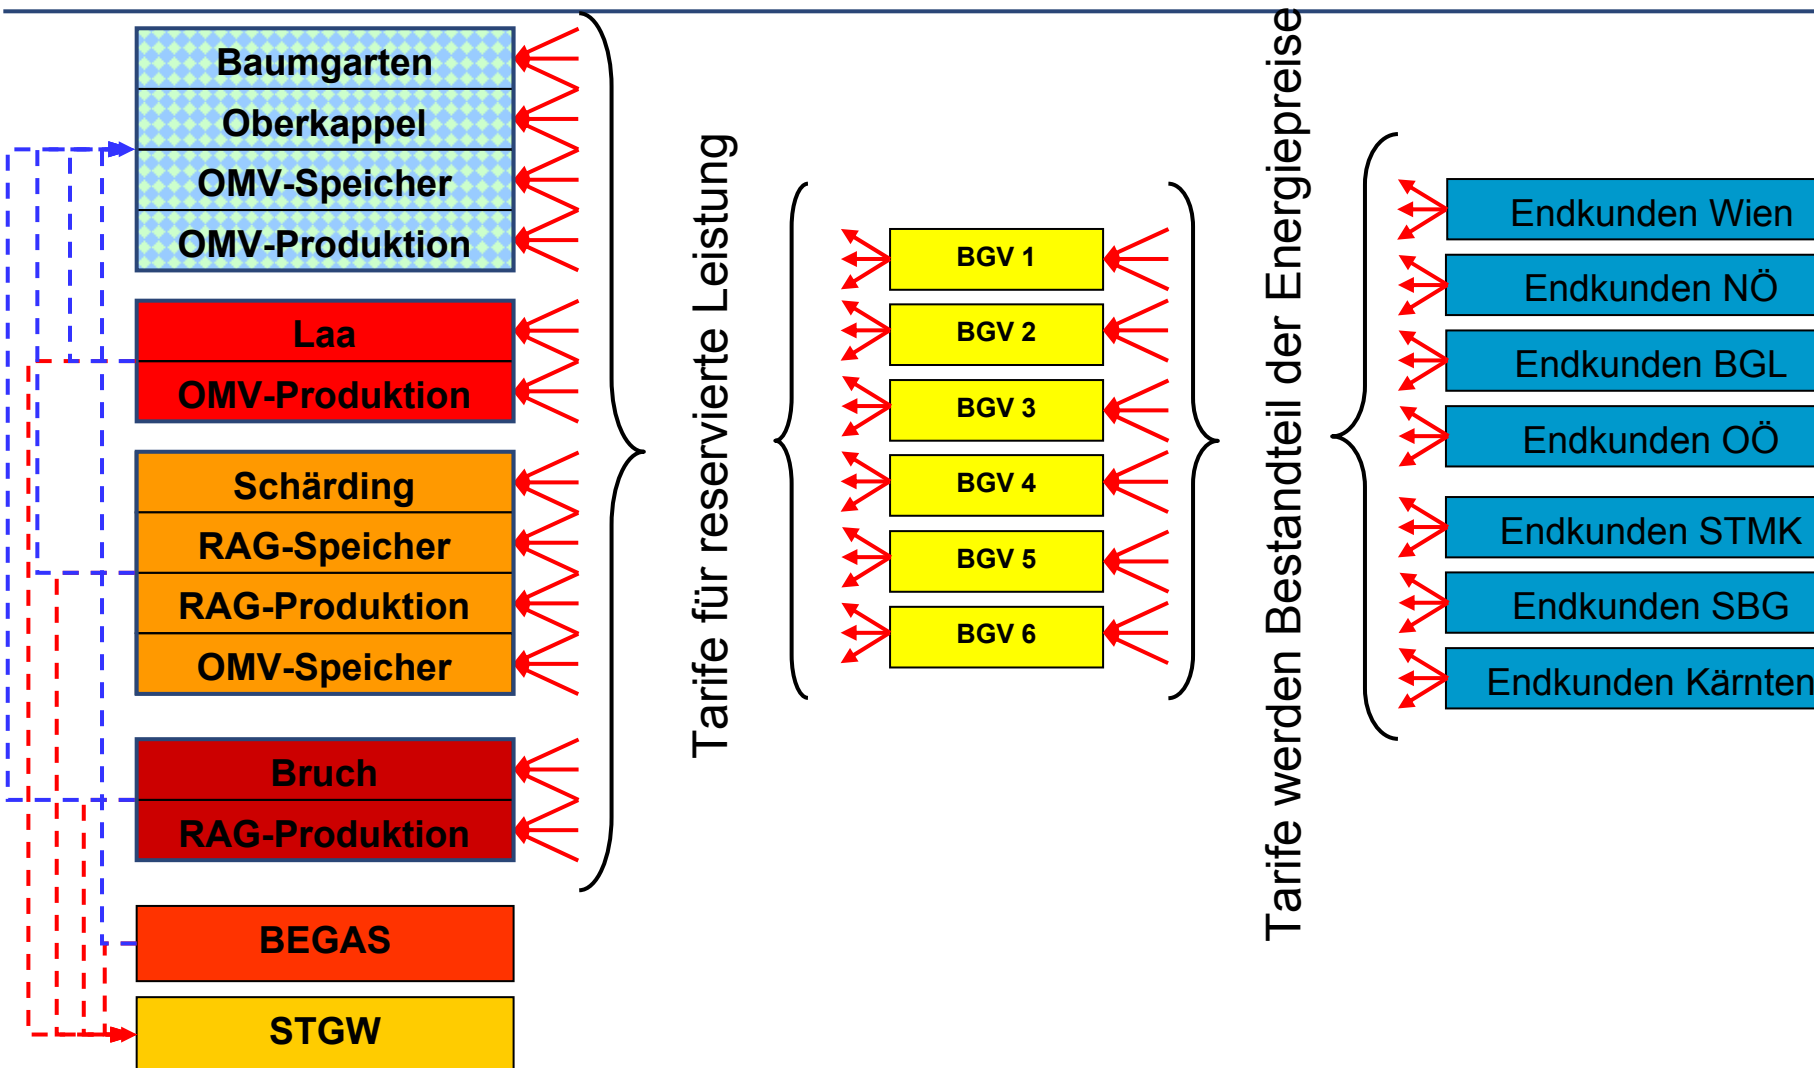 Baumgarten
Oberkappel
OMV-Speicher
OMV-Produktion
Laa
OMV-Produktion
Schärding
RAG-Speicher
RAG-Produktion
OMV-Speicher
Bruch
RAG-Produktion
BEGAS
STGW
Tarife für reservierte Leistung
BGV 1
BGV 2
BGV 3
BGV 4
BGV 5
BGV 6
Tarife werden Bestandteil der Energiepreise
Endkunden Wien
Endkunden NÖ
Endkunden BGL
Endkunden OÖ
Endkunden STMK
Endkunden SBG
Endkunden Kärnten